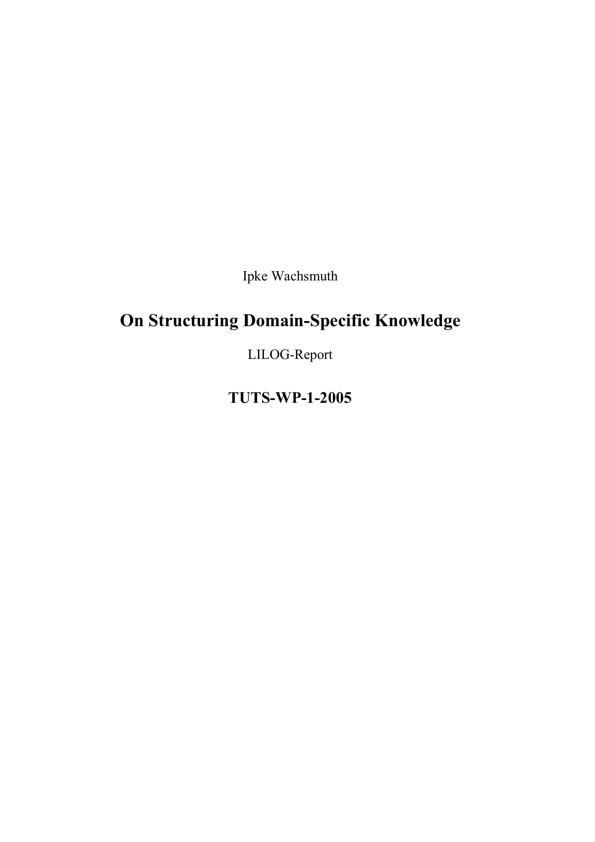 Ipke Wachsmuth
On Structuring Domain-Specific Knowledge
LILOG-Report
TUTS-WP-1-2005